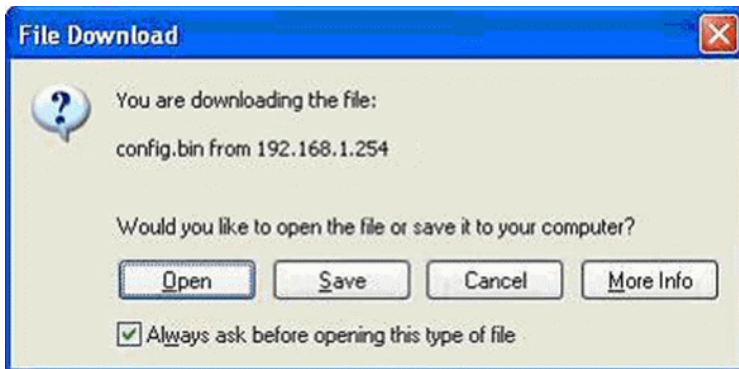 File Download
You are downloading the file:
config.bin from 192.168.1.254
Would you like to open the file or save it to your computer?
Open Save Cancel More Info
Always ask before opening this type of file